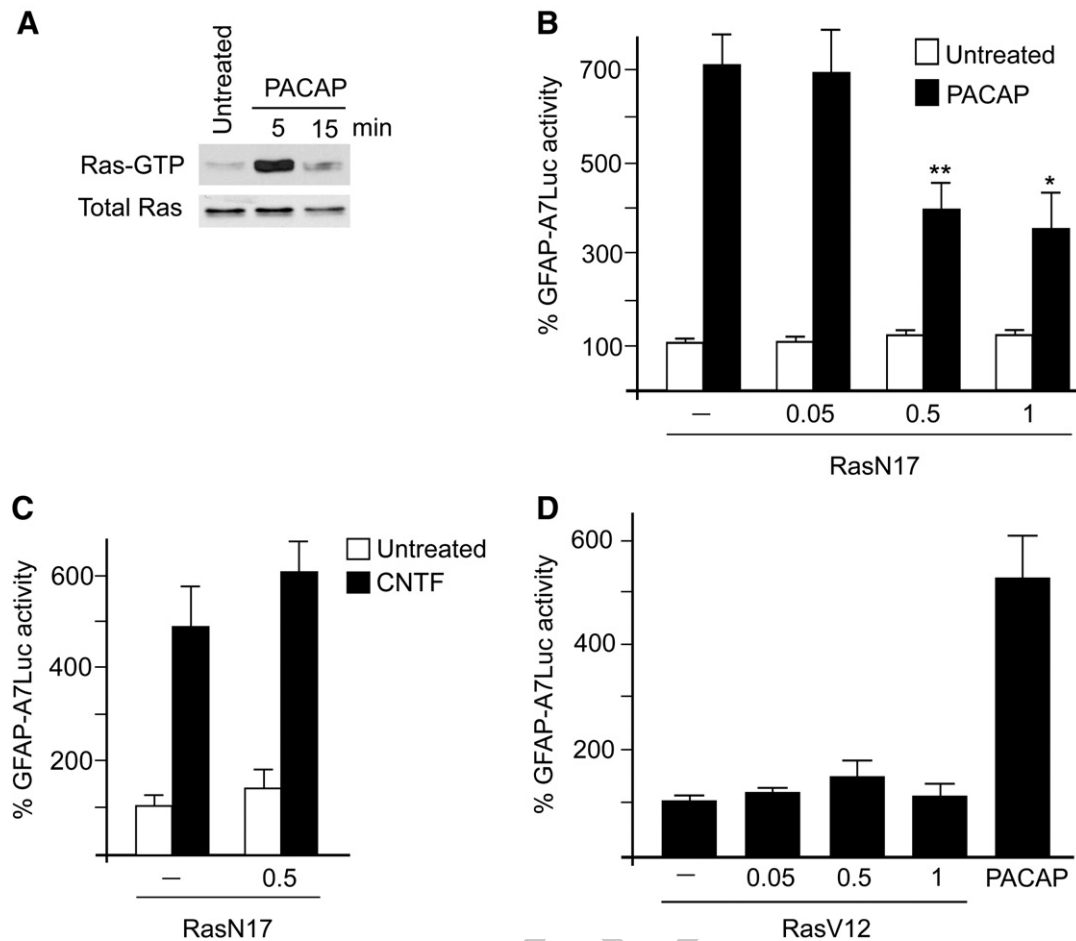 A
Untreated
PACAP
5 15 min
Ras-GTP
Total Ras
B
% GFAP-A7Luc activity
700
500
300
100
Untreated
PACAP
**
*
— 0.05 0.5 1
RasN17
C
% GFAP-A7Luc activity
600
400
200
Untreated
CNTF
— 0.5
RasN17
D
% GFAP-A7Luc activity
600
400
200
— 0.05 0.5 1 PACAP
RasV12